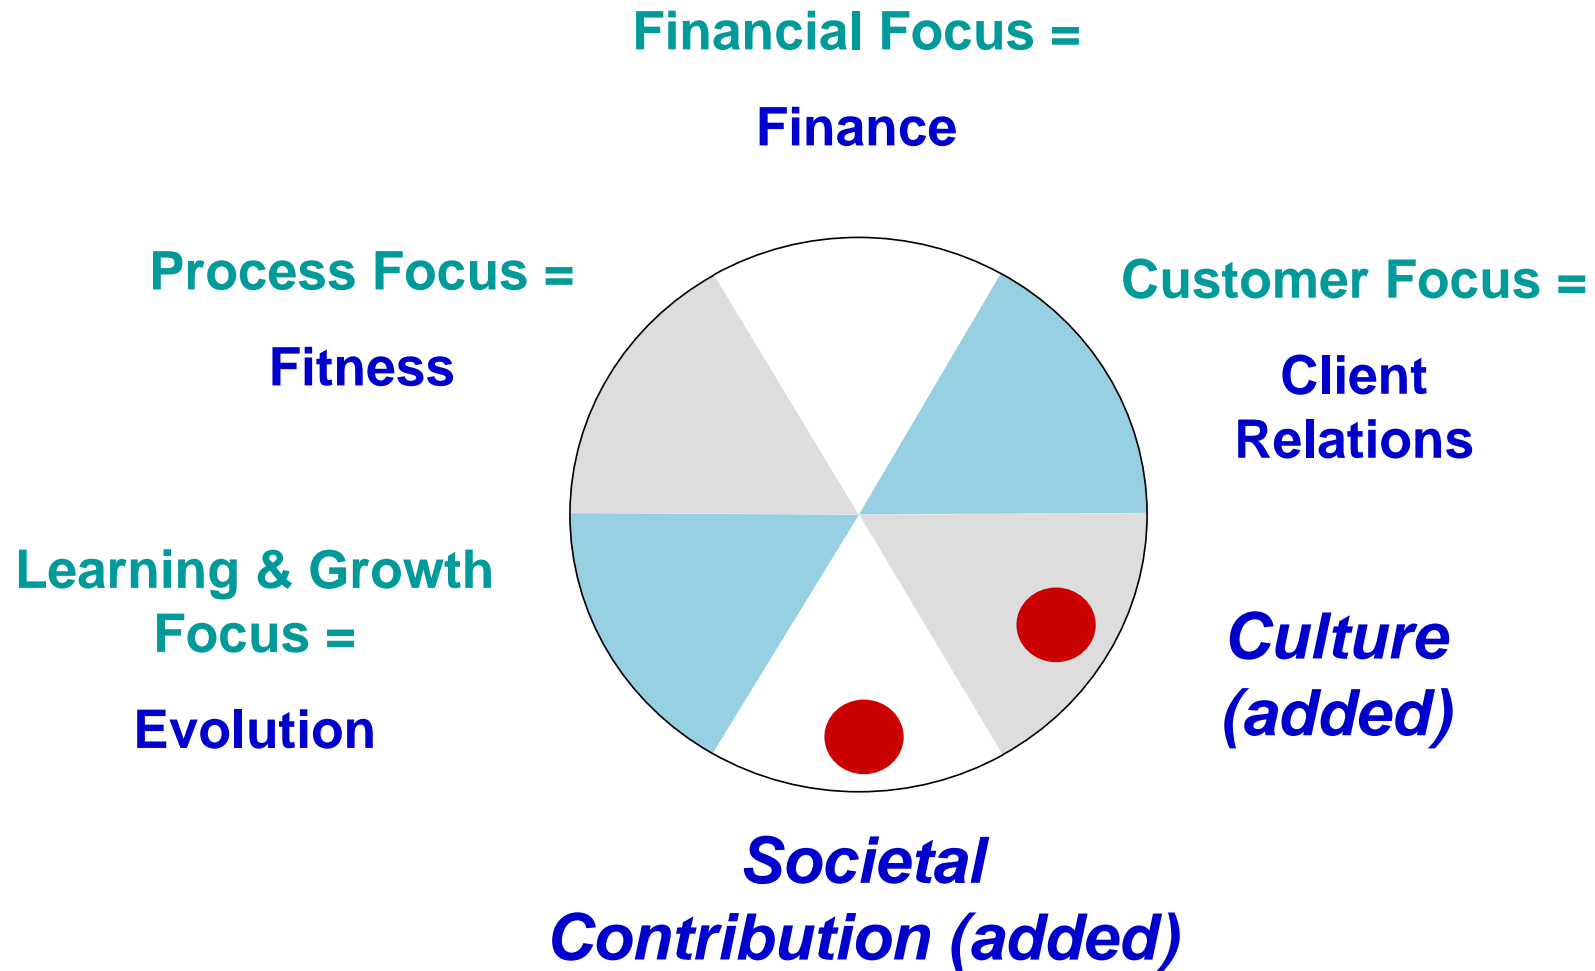 Financial Focus =
Finance
Process Focus =
Fitness
Customer Focus =
Client
Relations
Learning & Growth
Focus =
Evolution
Culture
(added)
Societal
Contribution (added)